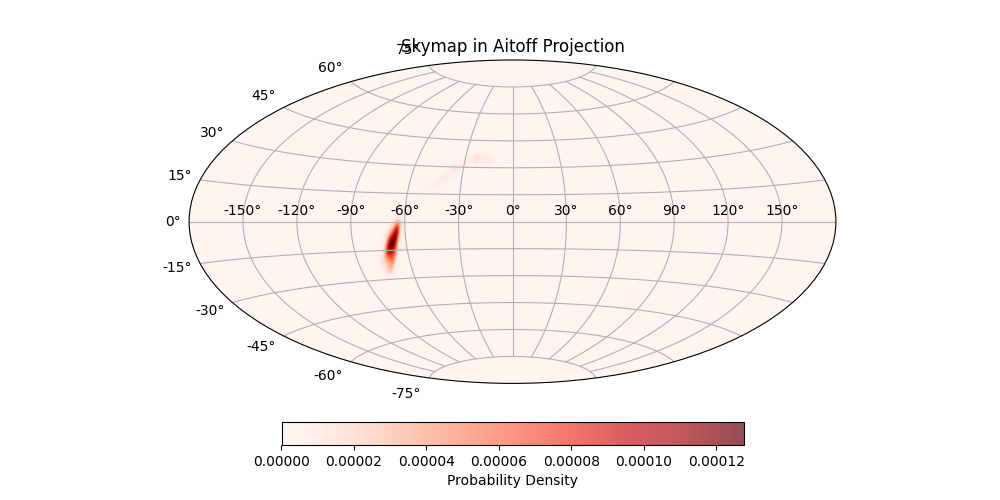 Skymap in Aitoff Projection
75°
60°
45°
30°
15°
-150° -120° -90° -60° -30° 0° 30° 60° 90° 120° 150°
0°
-15°
-30°
-45°
-60°
-75°
0.00000 0.00002 0.00004 0.00006 0.00008 0.00010 0.00012
Probability Density